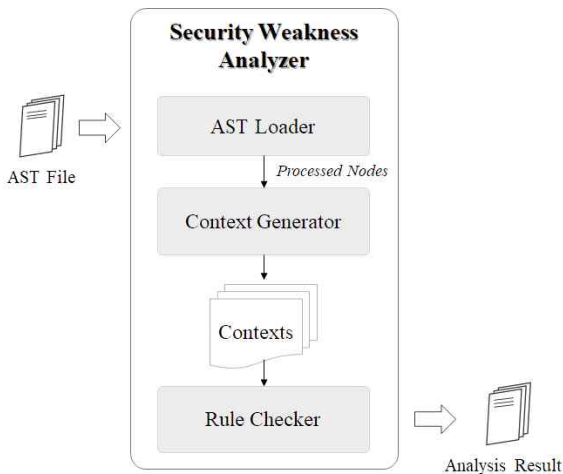 Security Weakness
Analyzer
AST File
AST Loader
Processed Nodes
Context Generator
Contexts
Rule Checker
Analysis Result